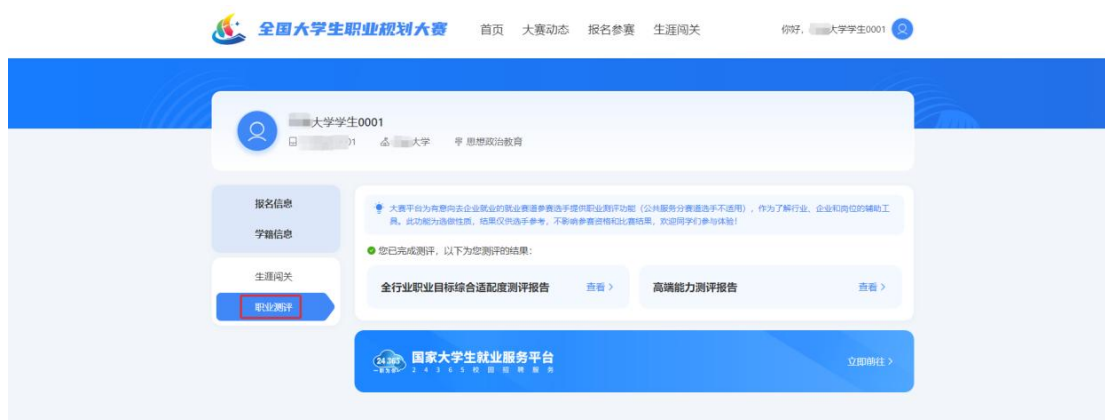 全国大学生职业规划大赛 首页 大赛动态 报名参赛 生涯闯关 你好， 大学学生0001
大学学生0001
01 大学 思想政治教育
报名信息
学籍信息
生涯闯关
职业测评
大赛平台为有意向去企业就业的就业赛道参赛选手提供职业测评功能（公共服务分赛道选手不适用），作为了解行业、企业和岗位的辅助工
具。此功能为选做性质，结果仅供选手参考，不影响参赛资格和比赛结果，欢迎同学们参与体验！
您已完成测评，以下为您测评的结果：
全行业职业目标综合适配度测评报告 查看 >
高端能力测评报告 查看 >
24365 国家大学生就业服务平台
24365校园招聘服务
立即前往 >